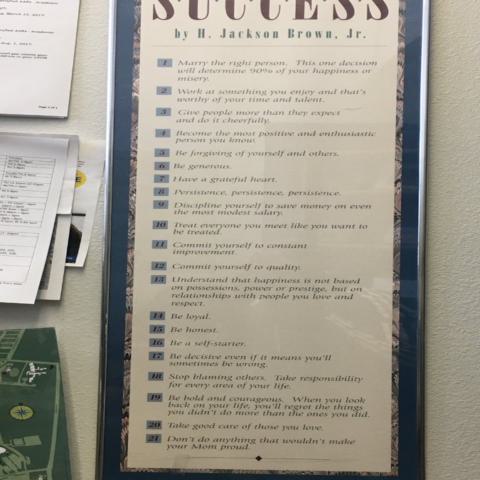 SUCCESS
by H. Jackson Brown, Jr.
1 Marry the right person. This one decision
will determine 90% of your happiness or
misery.
2 Work at something you enjoy and that's
worthy of your time and talent.
3 Give people more than they expect
and do it cheerfully.
4 Become the most positive and enthusiastic
person you know.
5 Be forgiving of yourself and others.
6 Be generous.
7 Have a grateful heart.
8 Persistence, persistence, persistence.
9 Discipline yourself to save money on even
the most modest salary.
10 Treat everyone you meet like you want to
be treated.
11 Commit yourself to constant
improvement.
12 Commit yourself to quality.
13 Understand that happiness is not based
on possessions, power or prestige, but on
relationships with people you love and
respect.
14 Be loyal.
15 Be honest.
16 Be a self-starter.
17 Be decisive even if it means you'll
sometimes be wrong.
18 Stop blaming others. Take responsibility
for every area of your life.
19 Be bold and courageous. When you look
back on your life, you'll regret the things
you didn't do more than the ones you did.
20 Take good care of those you love.
21 Don't do anything that wouldn't make
your Mom proud.